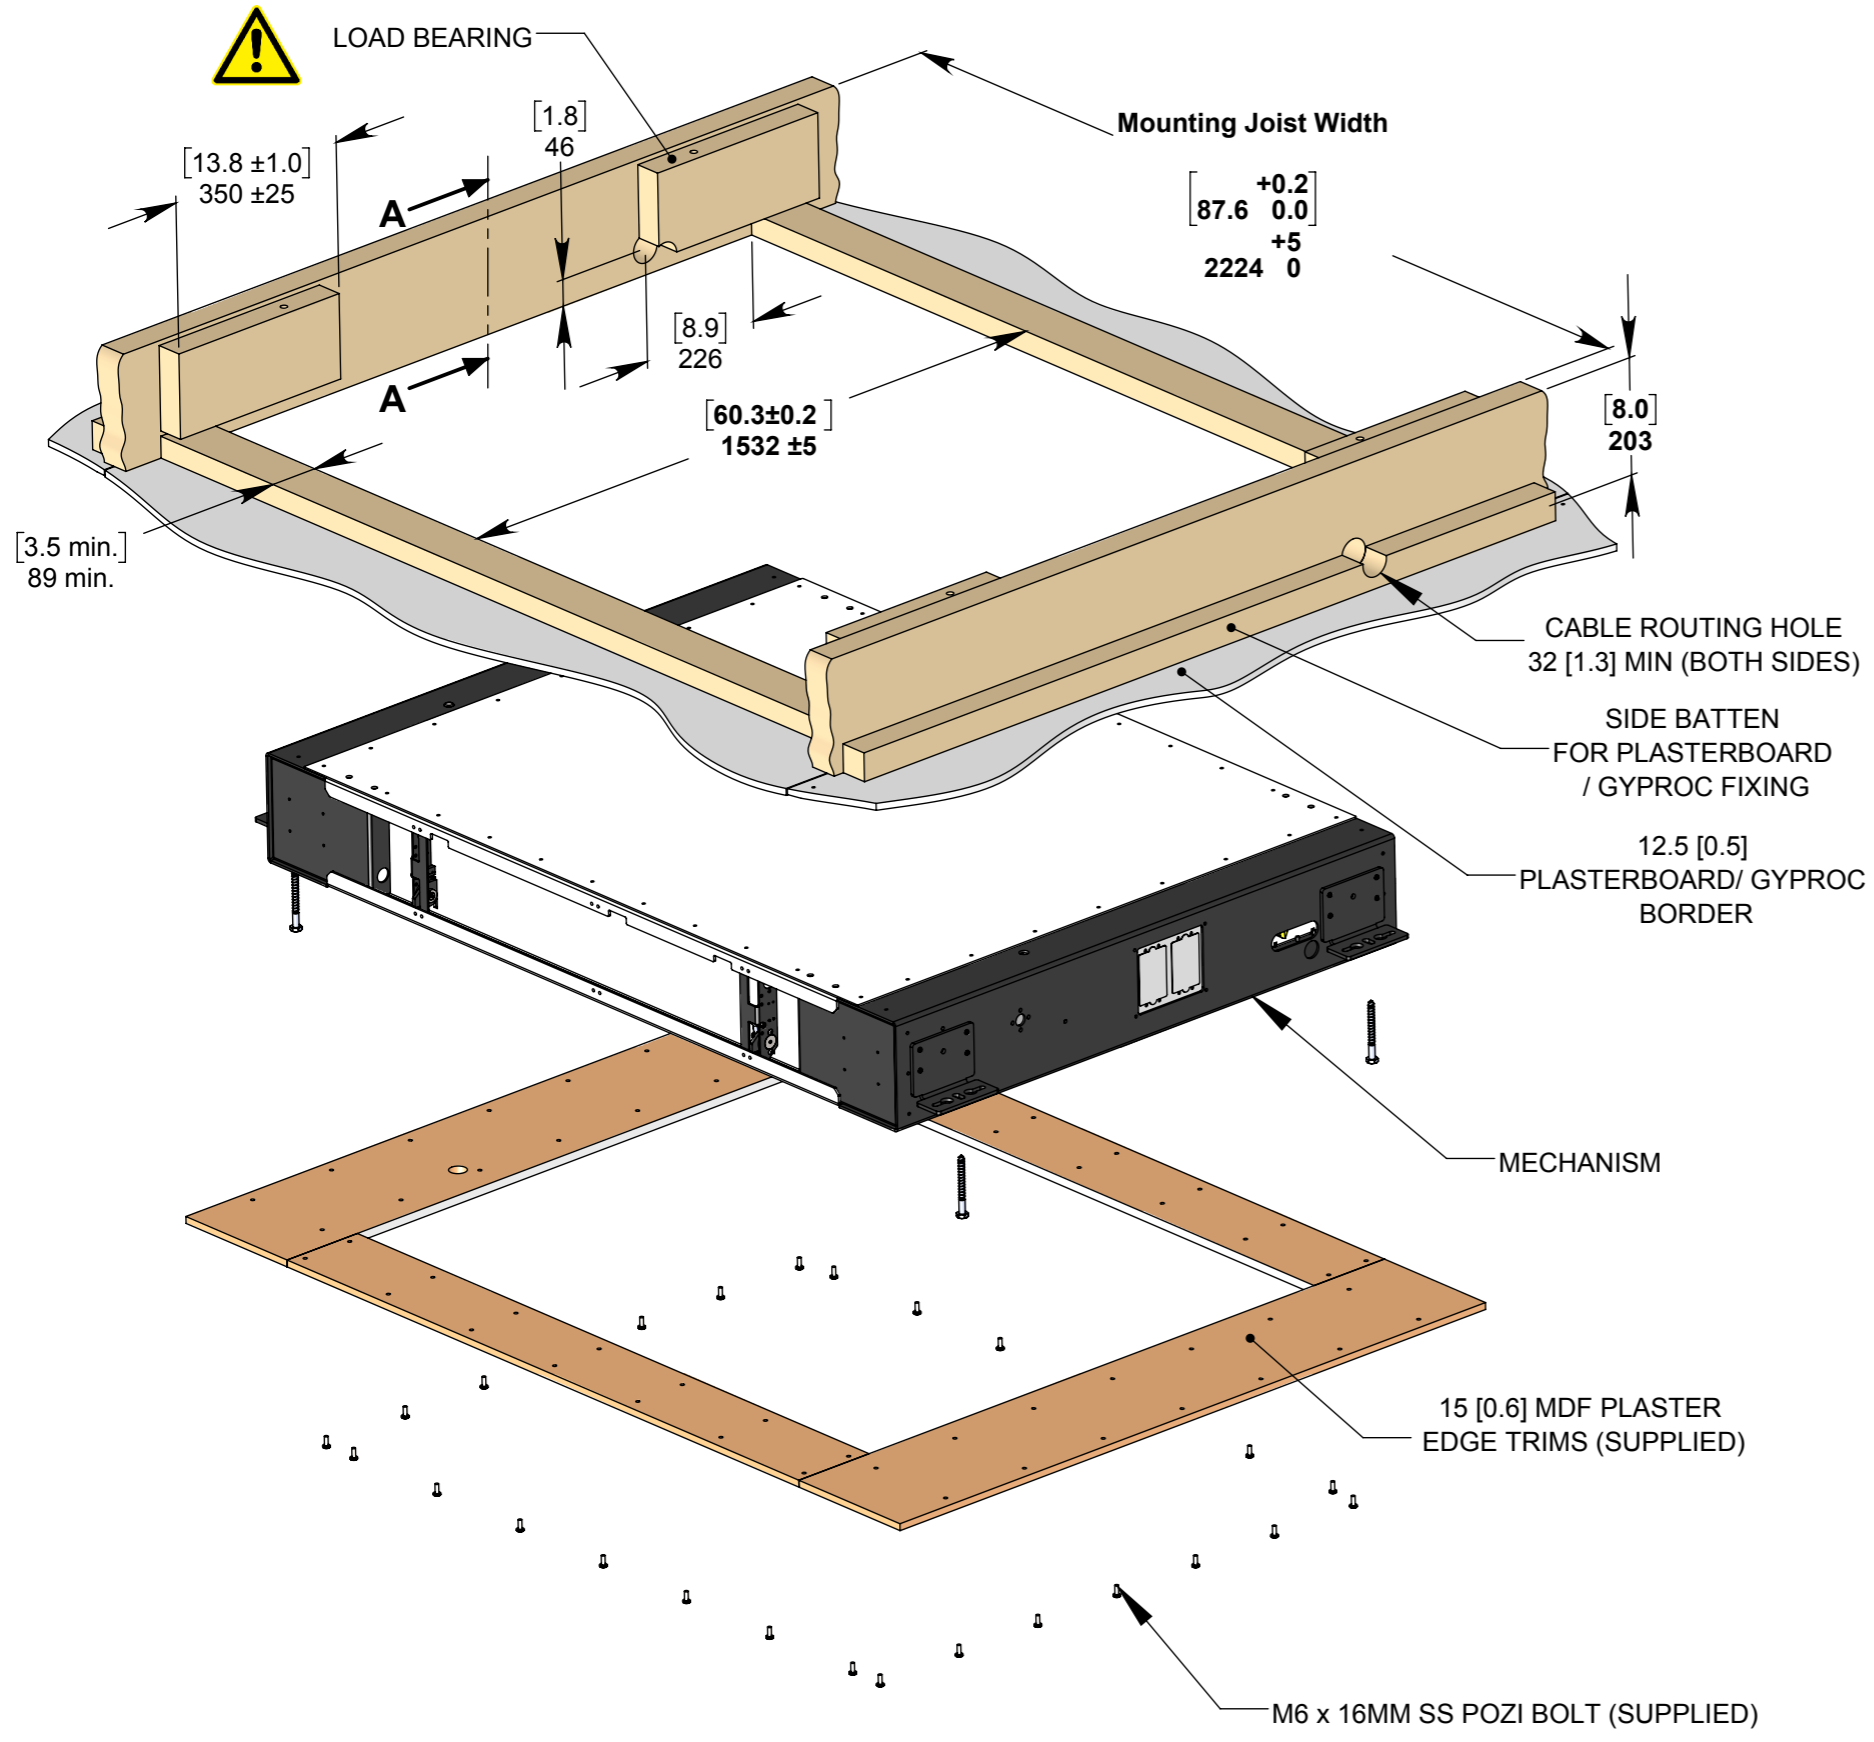 LOAD BEARING
[1.8]
46
Mounting Joist Width
[13.8 ±1.0]
350 ±25
+0.2
[87.6 0.0]
+5
2224 0
A
[8.9]
226
A
[60.3±0.2]
1532 ±5
[8.0]
203
[3.5 min.]
89 min.
CABLE ROUTING HOLE
32 [1.3] MIN (BOTH SIDES)
SIDE BATTEN
FOR PLASTERBOARD
/ GYPROC FIXING
12.5 [0.5]
PLASTERBOARD/ GYPROC
BORDER
MECHANISM
15 [0.6] MDF PLASTER
EDGE TRIMS (SUPPLIED)
M6 x 16MM SS POZI BOLT (SUPPLIED)